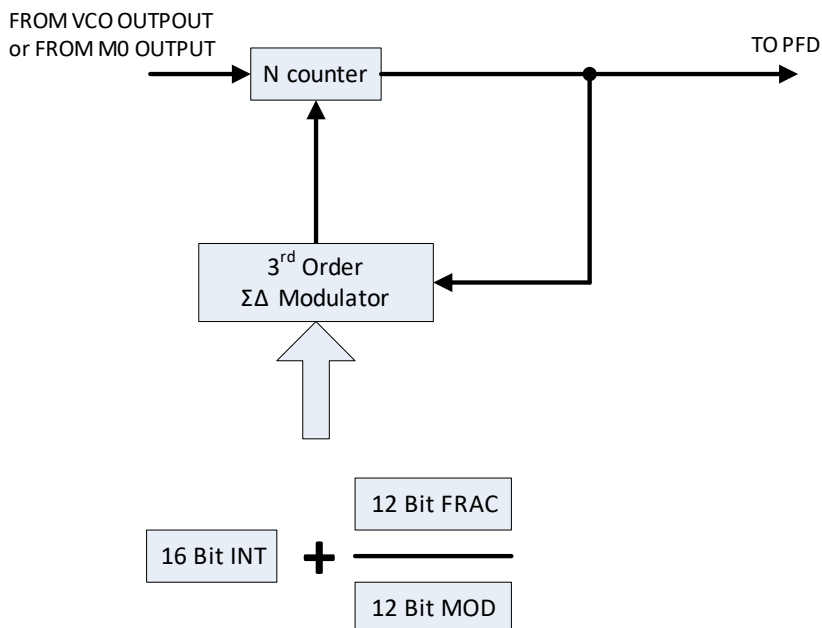 FROM VCO OUTPOUT
or FROM M0 OUTPUT
TO PFD
N counter
3rd Order
ΣΔ Modulator
12 Bit FRAC
16 Bit INT +
12 Bit MOD